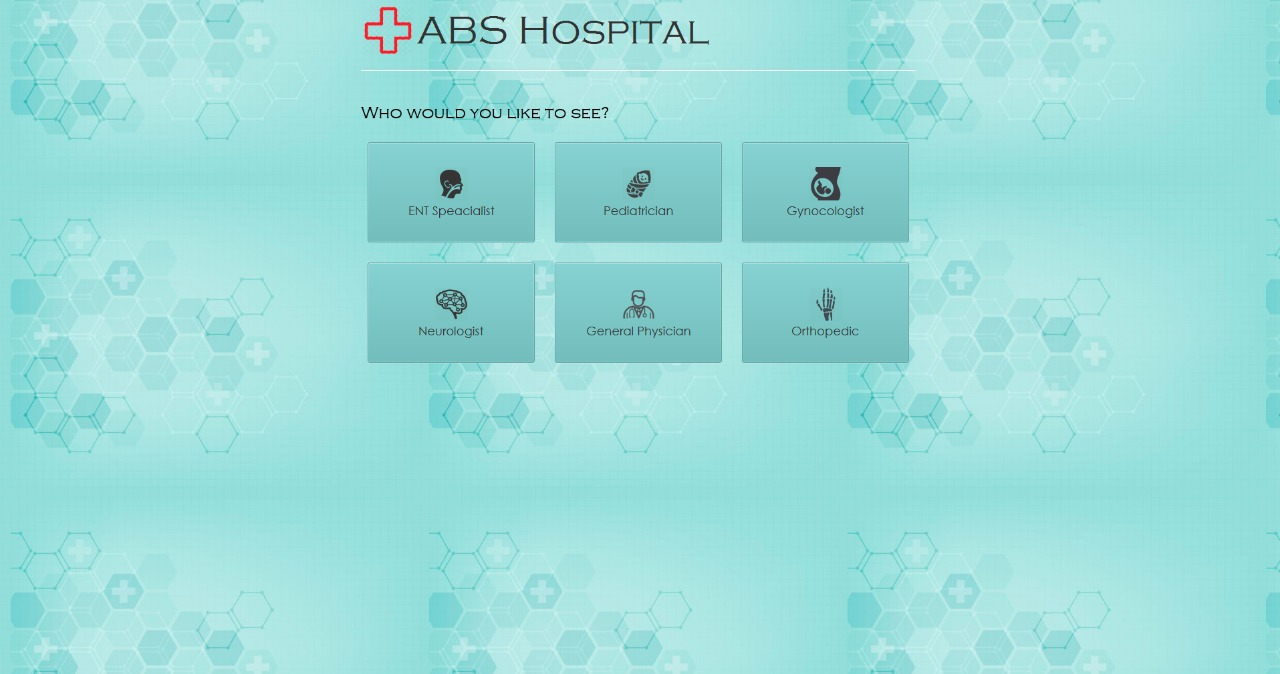 ABS Hospital
Who would you like to see?
ENT Speacialist
Pediatrician
Gynocologist
Neurologist
General Physician
Orthopedic